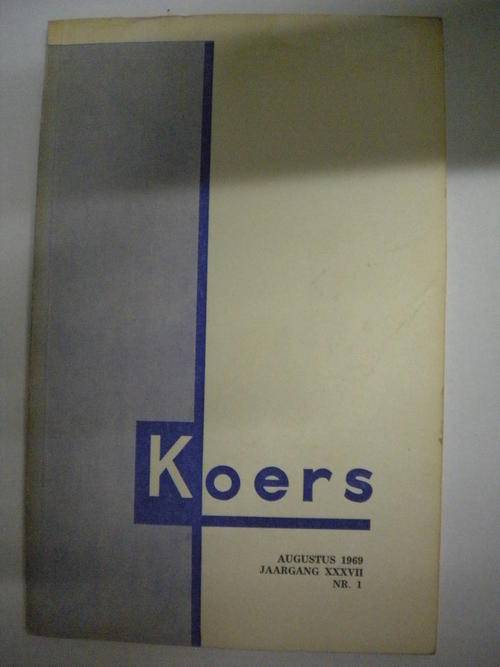 Koers
AUGUSTUS 1969
JAARGANG XXXVII
NR. 1